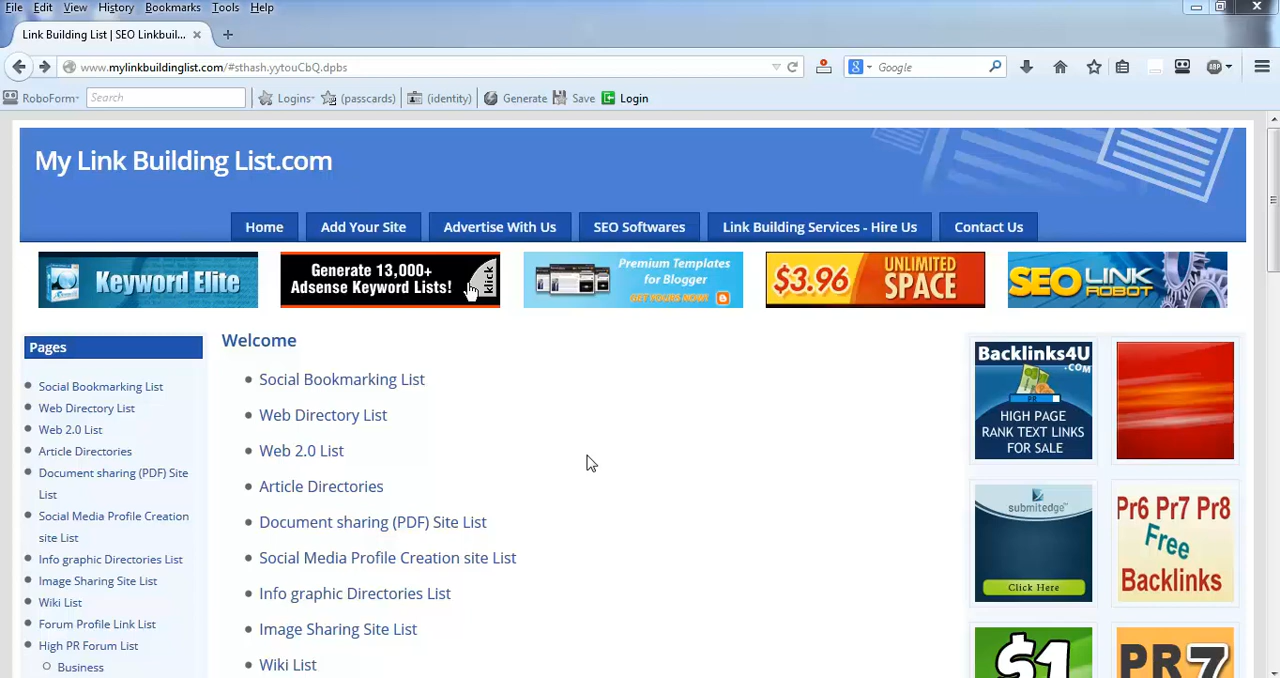 File Edit View History Bookmarks Tools Help
Link Building List | SEO Linkbuil... × +
www.mylinkbuildinglist.com/#sthash.yytouCbQ.dpbs
Google
ABP
RoboForm Search Logins (passcards) (identity) Generate Save Login
My Link Building List.com
Home Add Your Site Advertise With Us SEO Softwares Link Building Services - Hire Us Contact Us
Keyword Elite
Generate 13,000+
Adsense Keyword Lists!
klick
Premium Templates
for Blogger
GET YOURS NOW!
$3.96 UNLIMITED
SPACE
SEO LINK
ROBOT
Pages
Social Bookmarking List
Web Directory List
Web 2.0 List
Article Directories
Document sharing (PDF) Site
List
Social Media Profile Creation
site List
Info graphic Directories List
Image Sharing Site List
Wiki List
Forum Profile Link List
High PR Forum List
Business
Welcome
Social Bookmarking List
Web Directory List
Web 2.0 List
Article Directories
Document sharing (PDF) Site List
Social Media Profile Creation site List
Info graphic Directories List
Image Sharing Site List
Wiki List
Backlinks4U
.COM
PR
HIGH PAGE
RANK TEXT LINKS
FOR SALE
submitedge
Click Here
Pr6 Pr7 Pr8
Free
Backlinks
$1
PR7